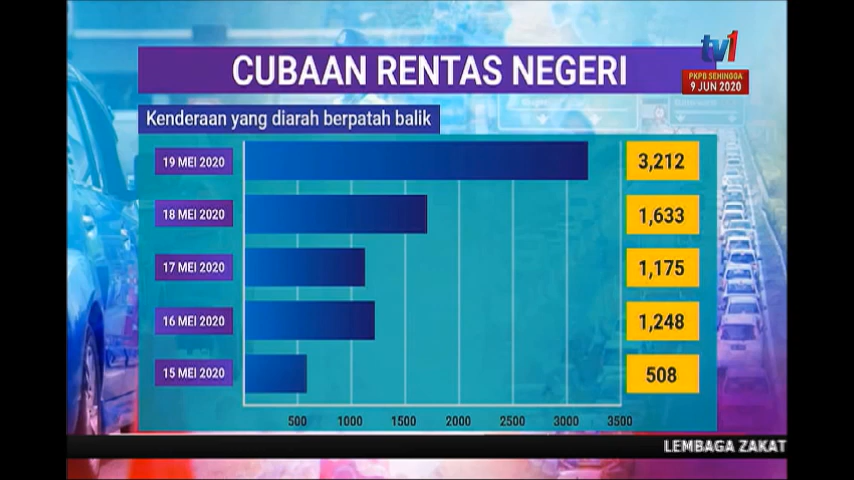 tv1
CUBAAN RENTAS NEGERI
PKPB SEHINGGA
9 JUN 2020
Kenderaan yang diarah berpatah balik
19 MEI 2020 3,212
18 MEI 2020 1,633
17 MEI 2020 1,175
16 MEI 2020 1,248
15 MEI 2020 508
500 1000 1500 2000 2500 3000 3500
LEMBAGA ZAKAT